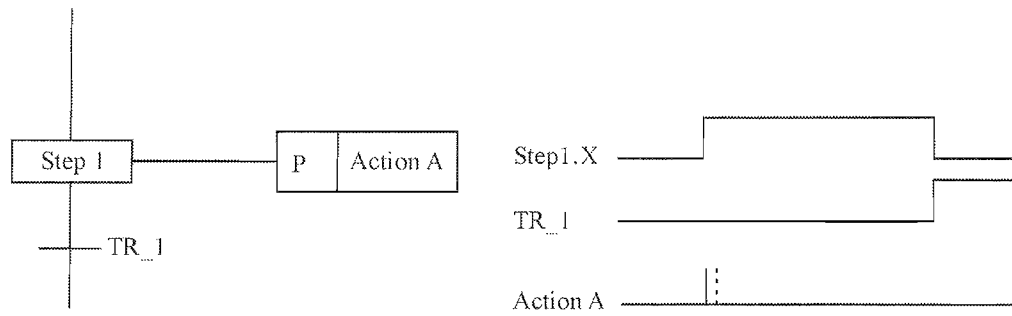 Step 1
P
Action A
TR_1
Step1.X
TR_1
Action A